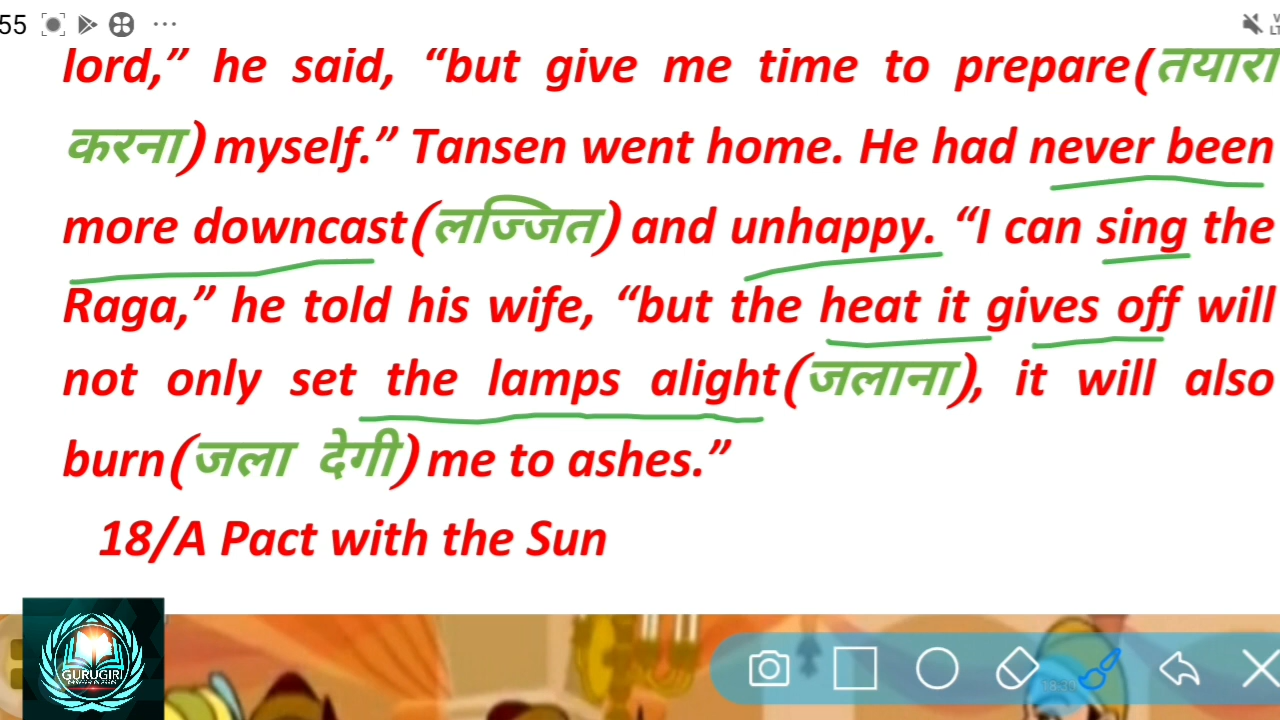 55
lord,” he said, “but give me time to prepare(तैयारी
करना) myself.” Tansen went home. He had never been
more downcast(लज्जित) and unhappy. “I can sing the
Raga,” he told his wife, “but the heat it gives off will
not only set the lamps alight(जलाना), it will also
burn(जला देगी) me to ashes.”
18/A Pact with the Sun
GURUGIRI